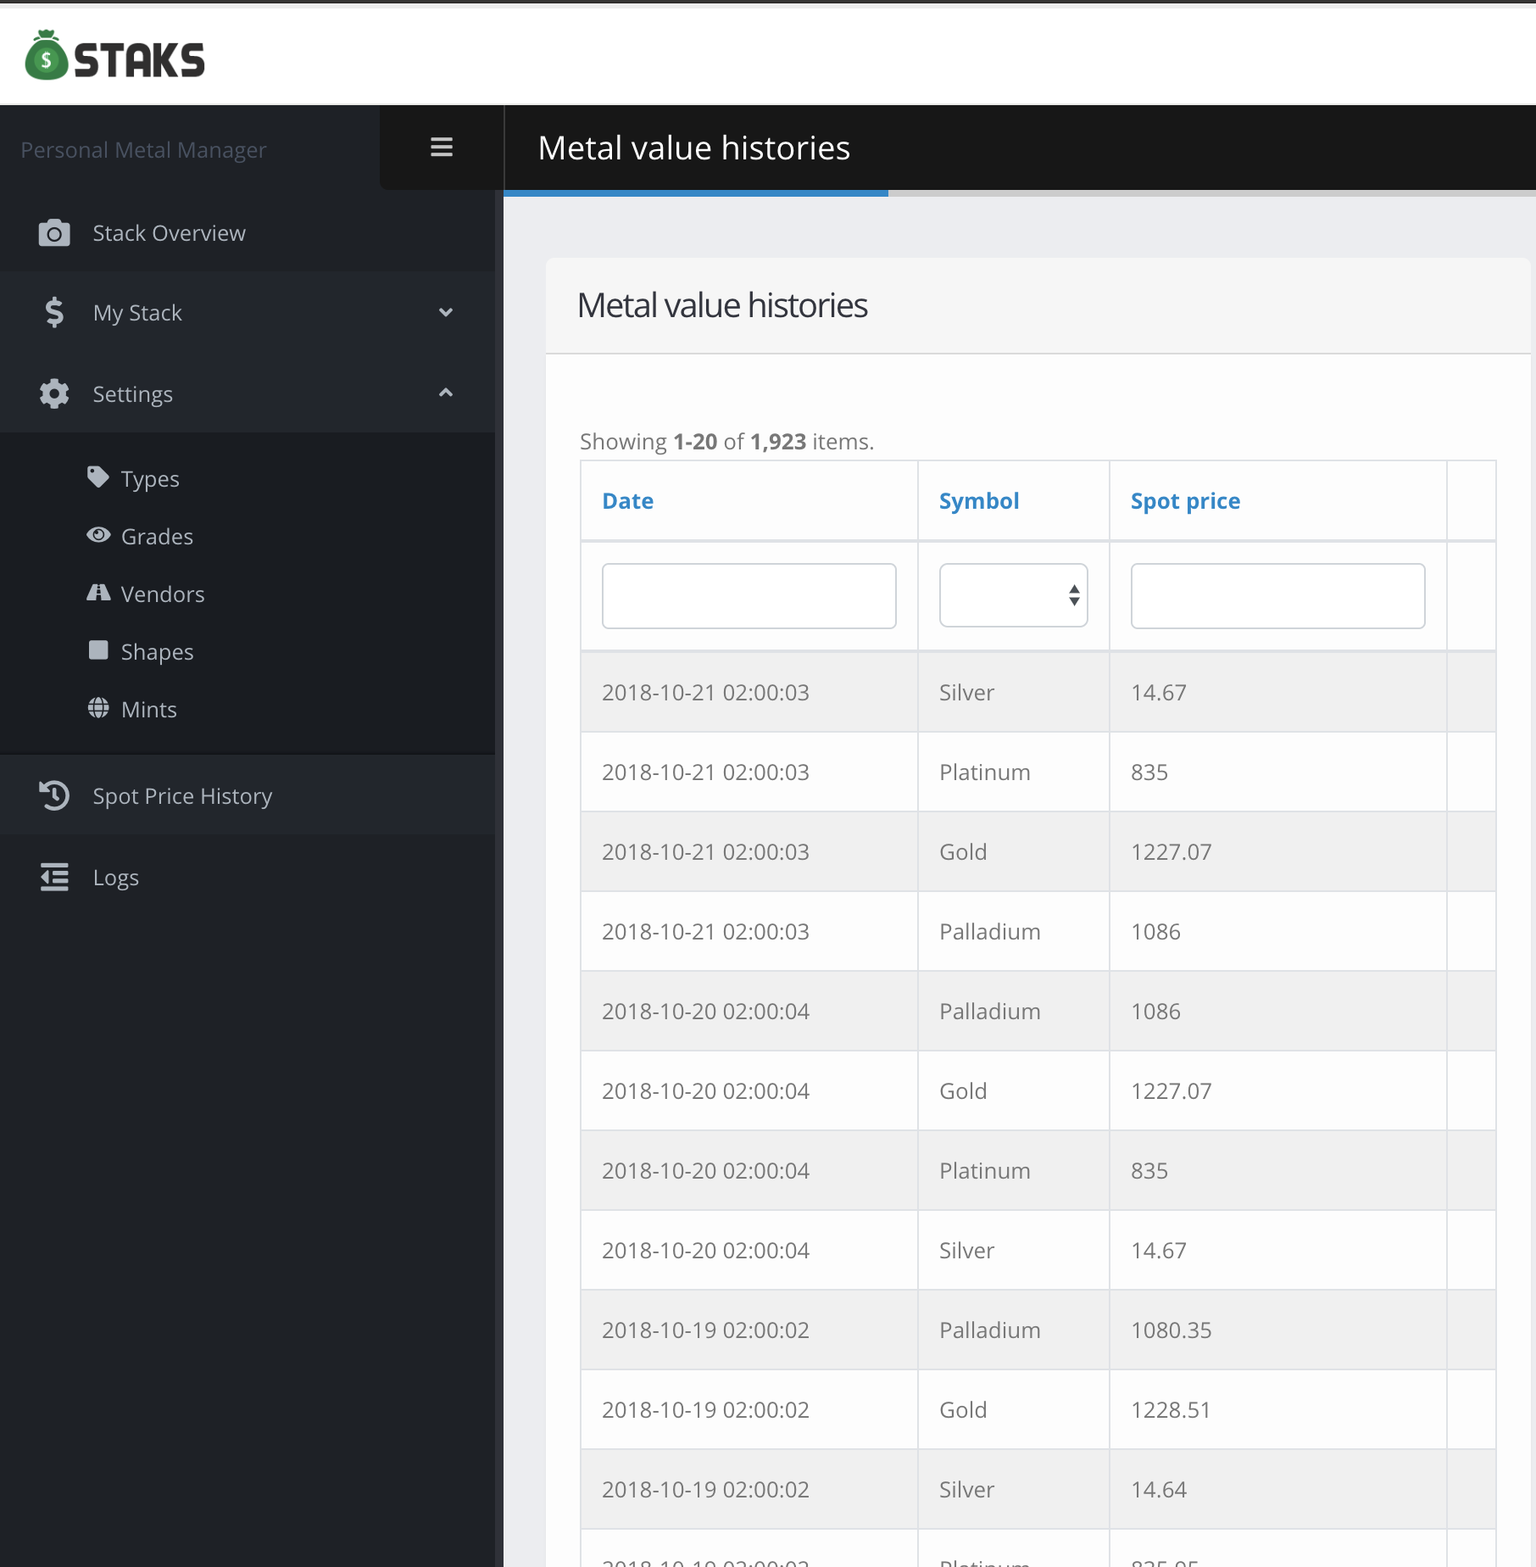 $ STAKS
Personal Metal Manager
Metal value histories
Stack Overview
My Stack
Settings
Types
Grades
Vendors
Shapes
Mints
Spot Price History
Logs
Metal value histories
Showing 1-20 of 1,923 items.
Date Symbol Spot price
2018-10-21 02:00:03 Silver 14.67
2018-10-21 02:00:03 Platinum 835
2018-10-21 02:00:03 Gold 1227.07
2018-10-21 02:00:03 Palladium 1086
2018-10-20 02:00:04 Palladium 1086
2018-10-20 02:00:04 Gold 1227.07
2018-10-20 02:00:04 Platinum 835
2018-10-20 02:00:04 Silver 14.67
2018-10-19 02:00:02 Palladium 1080.35
2018-10-19 02:00:02 Gold 1228.51
2018-10-19 02:00:02 Silver 14.64